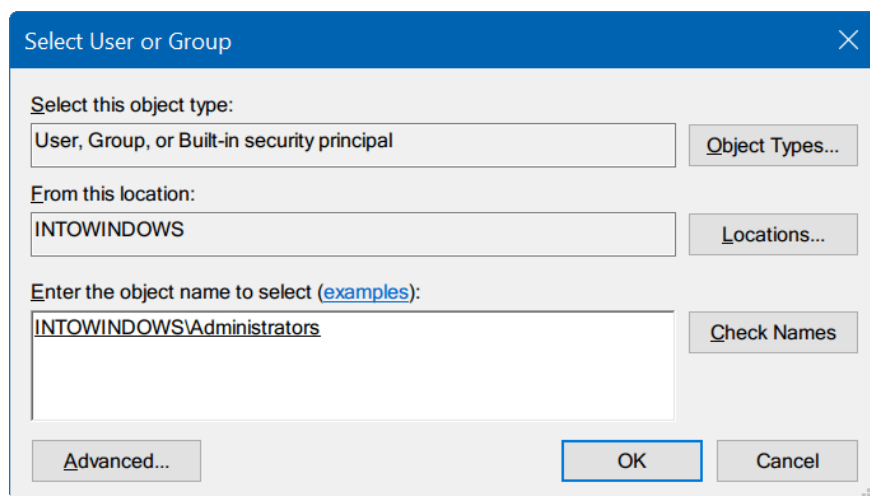 Select User or Group
Select this object type:
User, Group, or Built-in security principal
Object Types...
From this location:
INTOWINDOWS
Locations...
Enter the object name to select (examples):
INTOWINDOWS\Administrators
Check Names
Advanced...
OK
Cancel